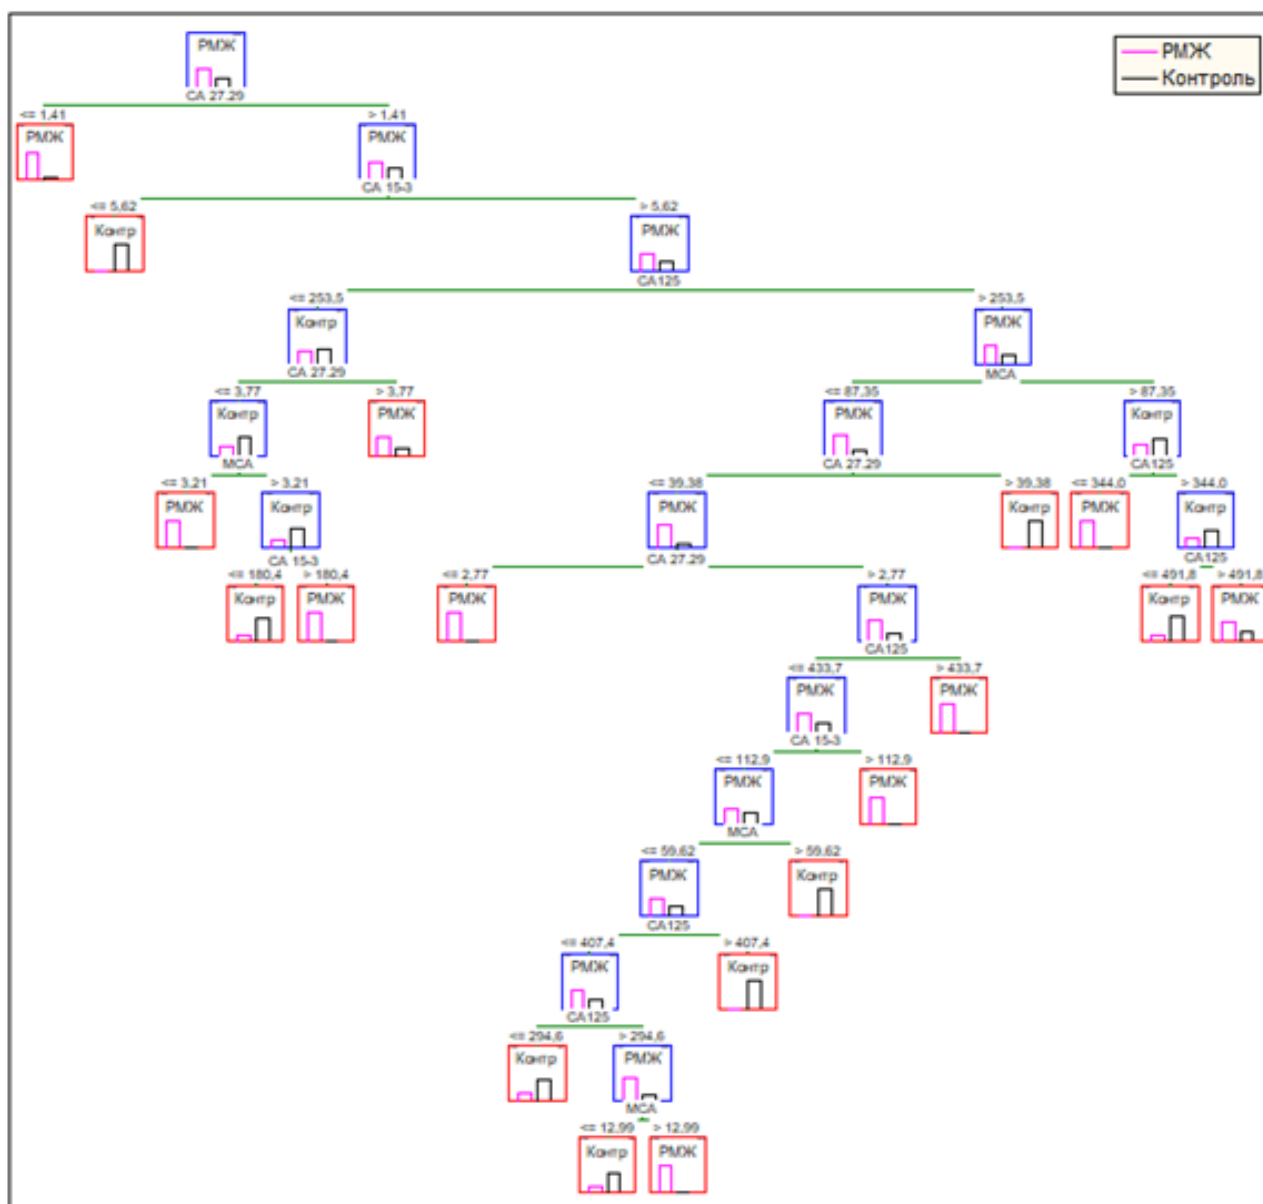 РМЖ
РМЖ
Контроль
CA 27.29
<= 1,41 > 1,41
РМЖ РМЖ
CA 15-3
<= 5,62 > 5,62
Контр РМЖ
CA125
<= 253,5 > 253,5
Контр РМЖ
CA 27.29 MCA
<= 3,77 > 3,77 <= 87,35 > 87,35
Контр РМЖ РМЖ Контр
MCA CA 27.29 CA125
<= 3,21 > 3,21 <= 39,38 > 39,38 <= 344,0 > 344,0
РМЖ Контр РМЖ Контр РМЖ Контр
CA 15-3 CA 27.29 CA125
<= 180,4 > 180,4 <= 2,77 > 2,77 <= 491,8 > 491,8
Контр РМЖ РМЖ РМЖ Контр РМЖ
CA125
<= 433,7 > 433,7
РМЖ РМЖ
CA 15-3
<= 112,9 > 112,9
РМЖ РМЖ
MCA
<= 59,62 > 59,62
РМЖ Контр
CA125
<= 407,4 > 407,4
РМЖ Контр
CA125
<= 294,6 > 294,6
Контр РМЖ
MCA
<= 12,99 > 12,99
Контр РМЖ